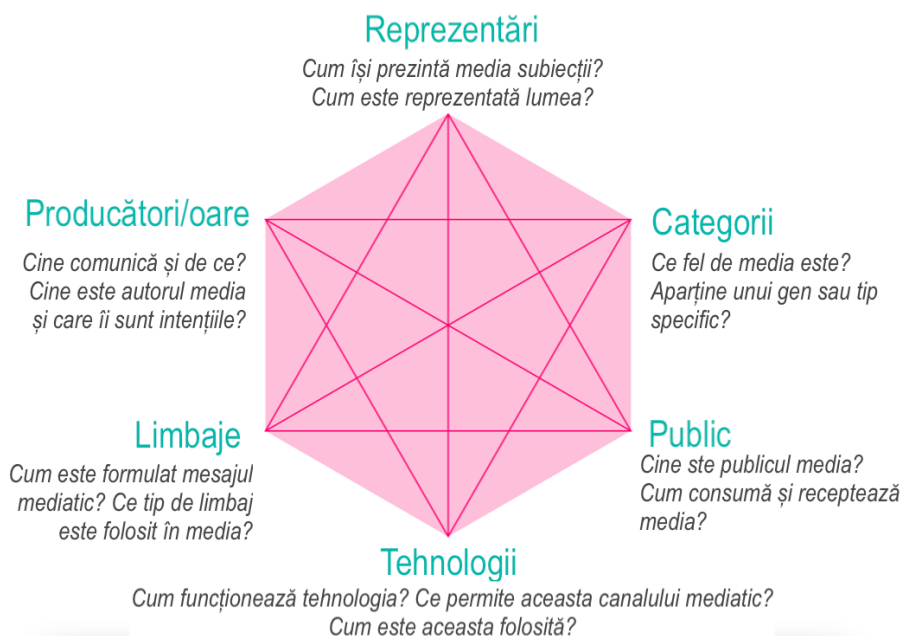 Reprezentări
Cum își prezintă media subiecții?
Cum este reprezentată lumea?
Producători/oare
Cine comunică și de ce?
Cine este autorul media
și care îi sunt intențiile?
Categorii
Ce fel de media este?
Aparține unui gen sau tip
specific?
Limbaje
Cum este formulat mesajul
mediatic? Ce tip de limbaj
este folosit în media?
Public
Cine ste publicul media?
Cum consumă și receptează
media?
Tehnologii
Cum funcționează tehnologia? Ce permite aceasta canalului mediatic?
Cum este aceasta folosită?